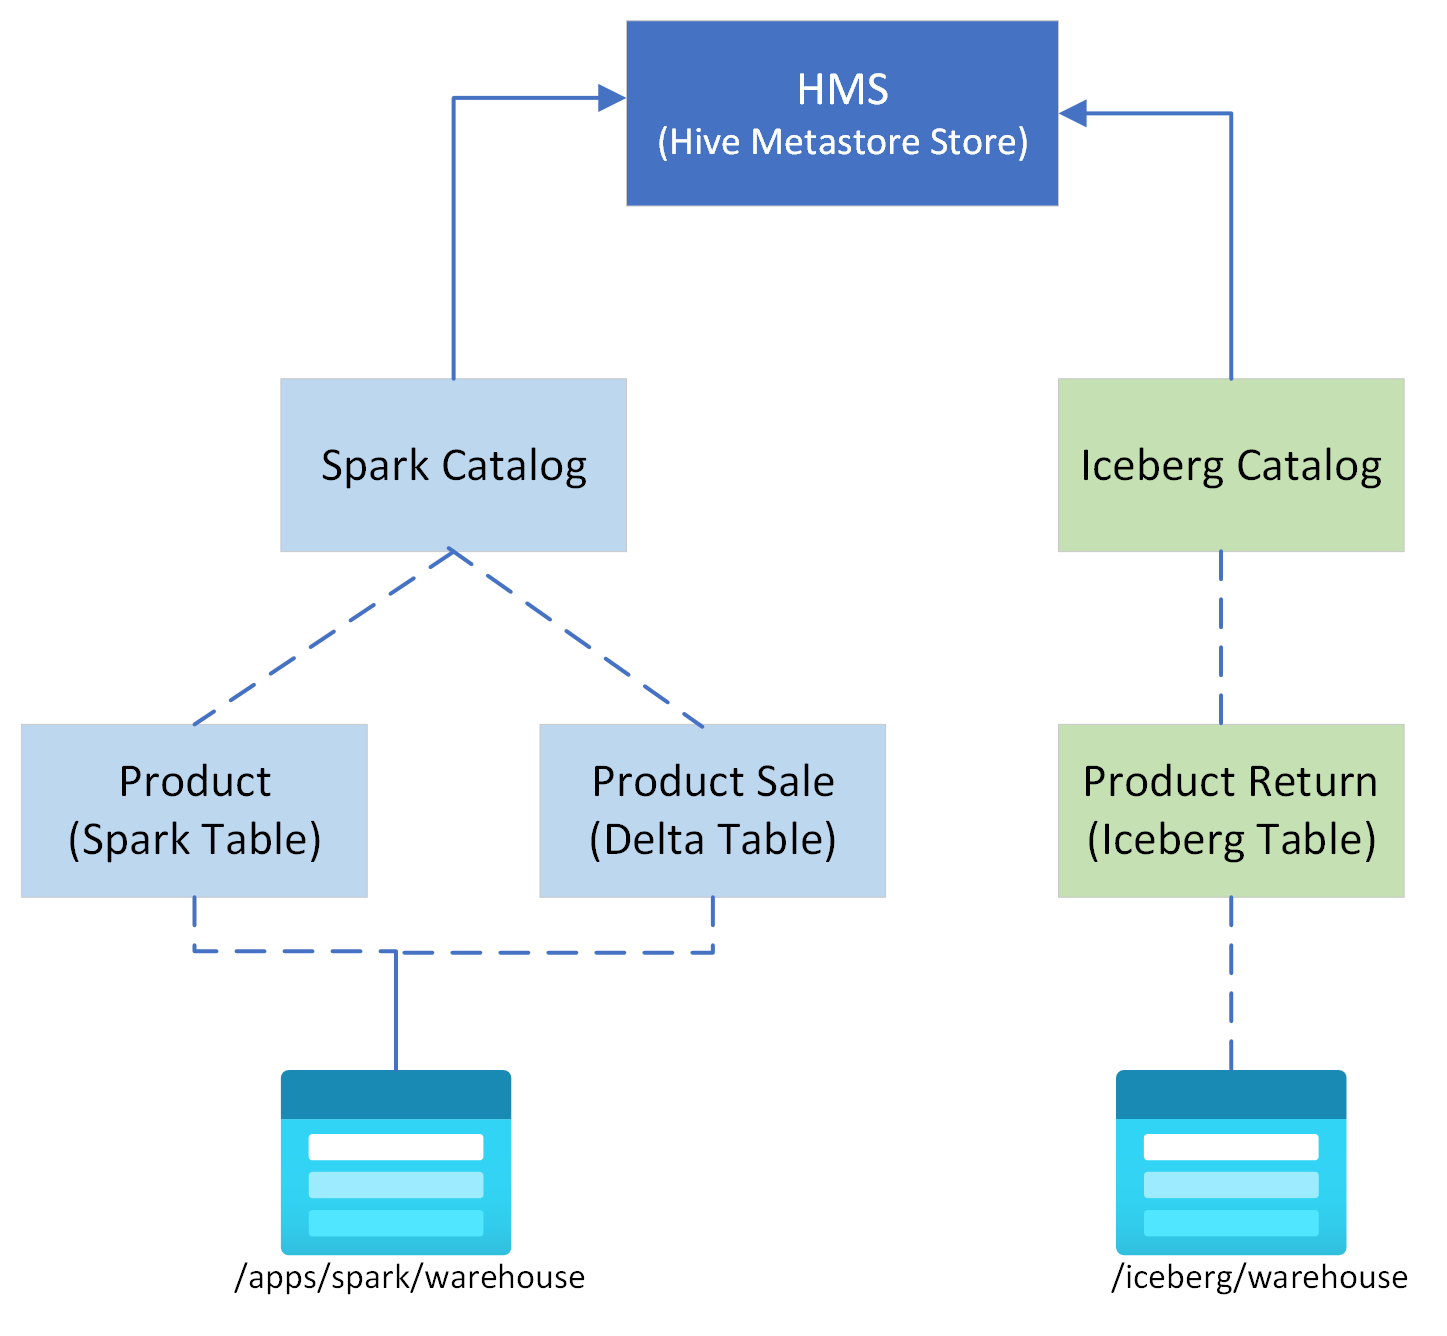 HMS
(Hive Metastore Store)
Spark Catalog
Iceberg Catalog
Product
(Spark Table)
Product Sale
(Delta Table)
Product Return
(Iceberg Table)
/apps/spark/warehouse
/iceberg/warehouse